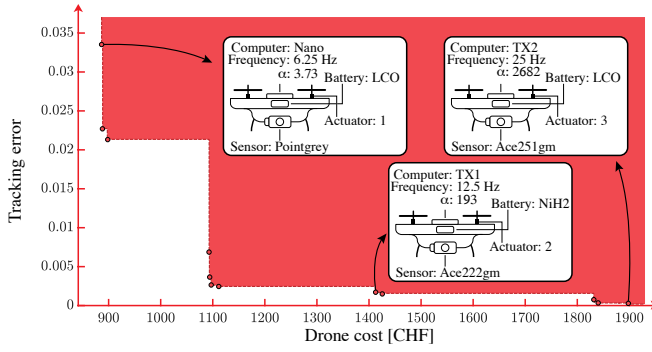 0.035
0.03
0.025
0.02
0.015
0.01
0.005
0
Tracking error
Computer: Nano
Frequency: 6.25 Hz
α: 3.73
Battery: LCO
Actuator: 1
Sensor: Pointgrey
Computer: TX2
Frequency: 25 Hz
α: 2682
Battery: LCO
Actuator: 3
Sensor: Ace251gm
Computer: TX1
Frequency: 12.5 Hz
α: 193
Battery: NiH2
Actuator: 2
Sensor: Ace222gm
900 1000 1100 1200 1300 1400 1500 1600 1700 1800 1900
Drone cost [CHF]